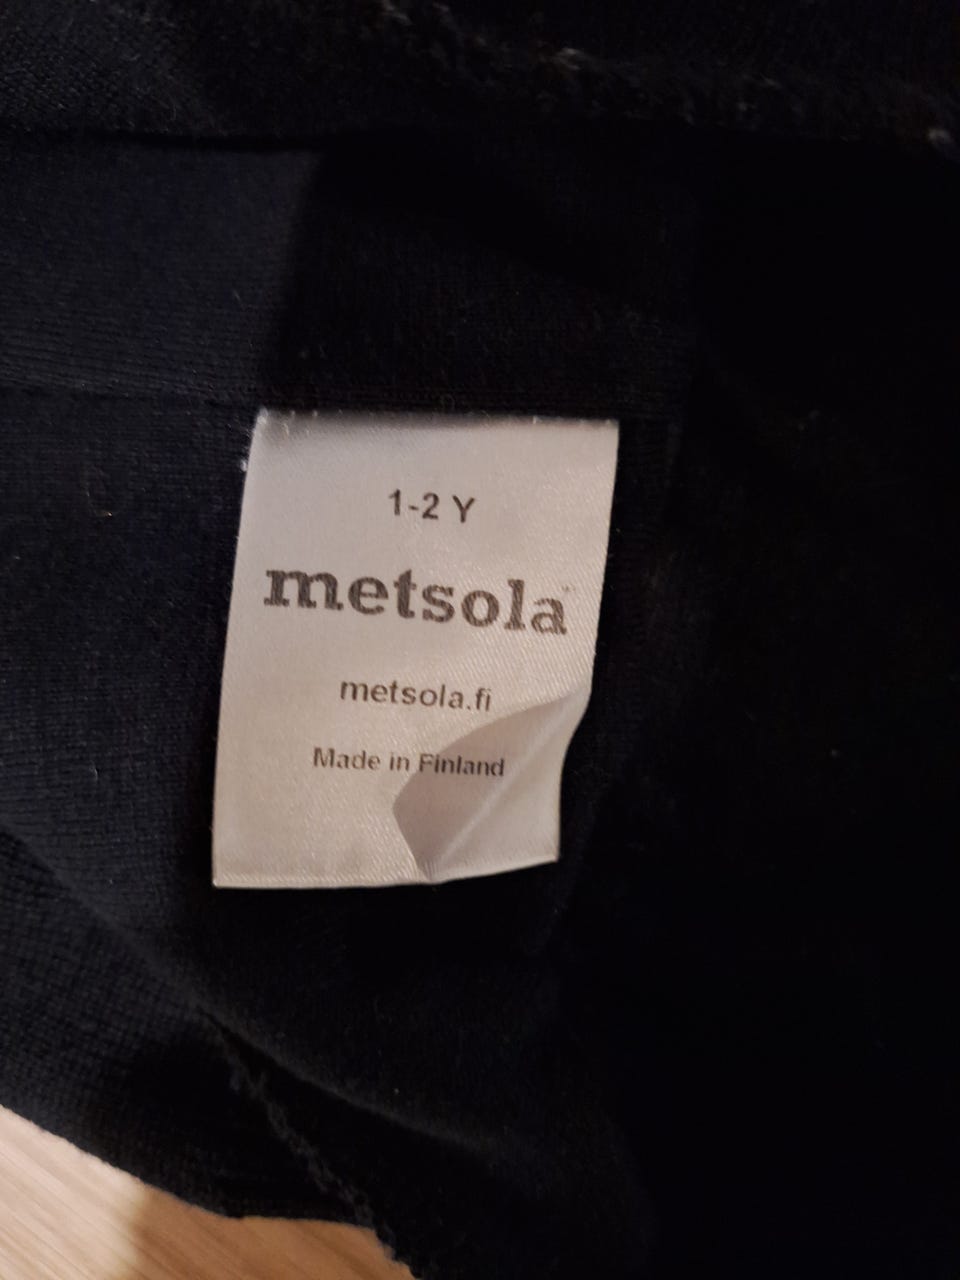 1-2 Y
metsola
metsola.fi
Made in Finland